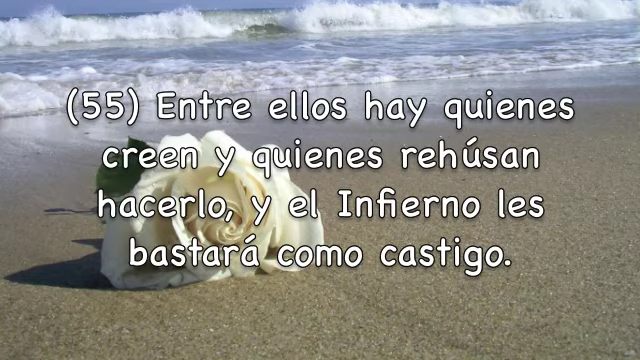 (55) Entre ellos hay quienes
creen y quienes rehúsan
hacerlo, y el Infierno les
bastará como castigo.